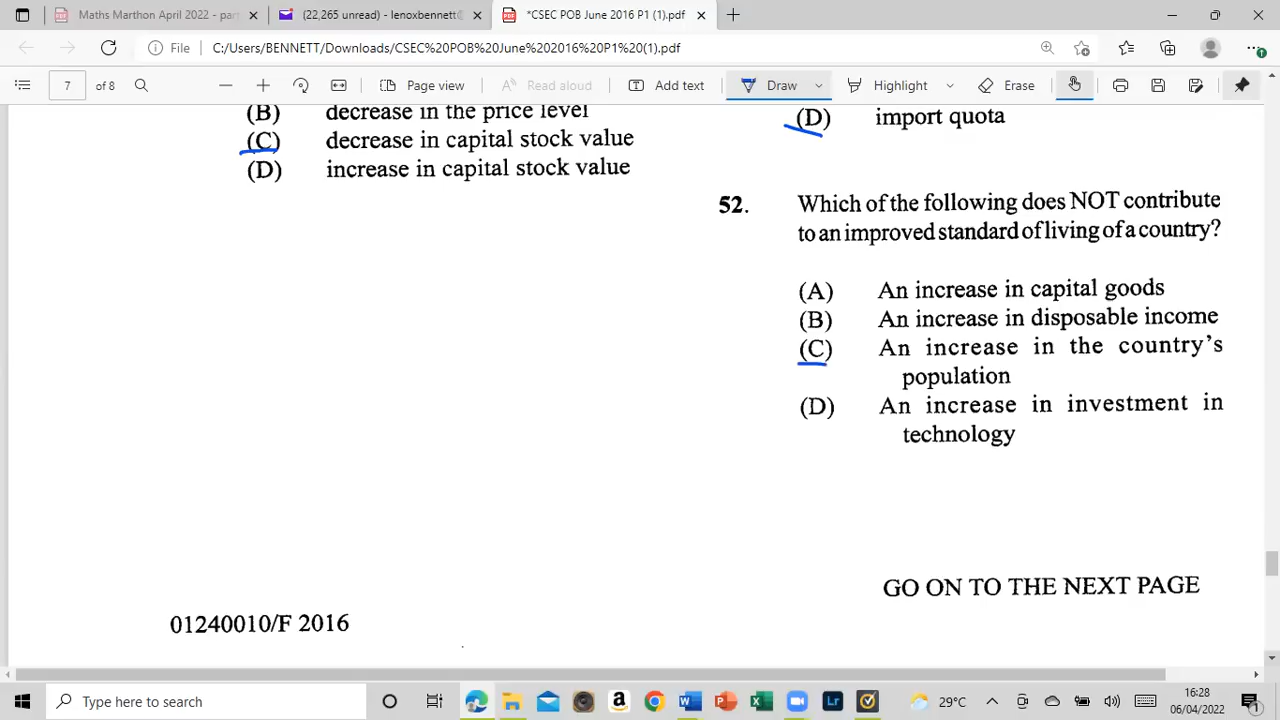 Maths Marthon April 2022 - par
(22,265 unread) - lenoxbennett@
*CSEC POB June 2016 P1 (1).pdf
File
C:/Users/BENNETT/Downloads/CSEC%20POB%20June%202016%20P1%20(1).pdf
7 of 8
Page view
Read aloud
Add text
Draw
Highlight
Erase
(B) decrease in the price level
(C) decrease in capital stock value
(D) increase in capital stock value
(D) import quota
52. Which of the following does NOT contribute
to an improved standard of living of a country?
(A) An increase in capital goods
(B) An increase in disposable income
(C) An increase in the country's
population
(D) An increase in investment in
technology
GO ON TO THE NEXT PAGE
01240010/F 2016
Type here to search
29°C
16:28
06/04/2022